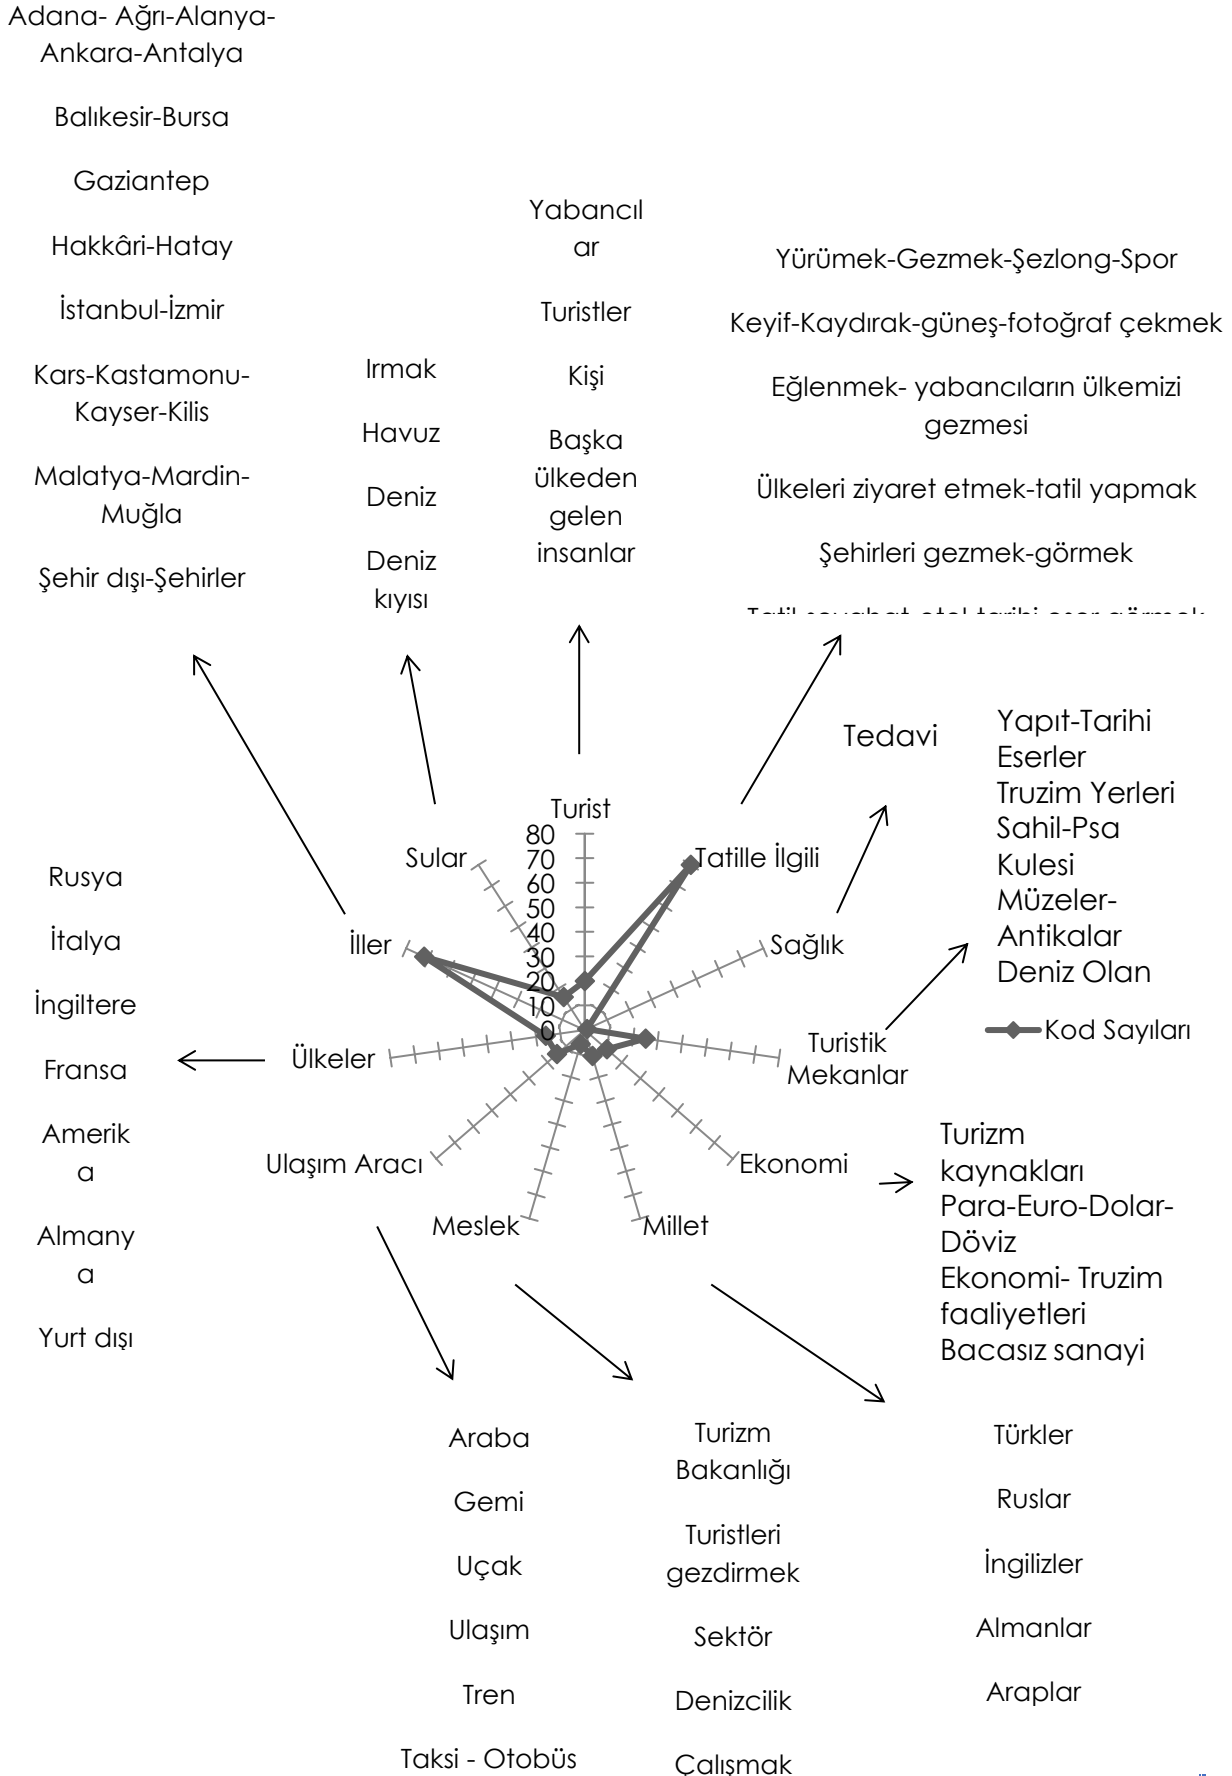 Adana- Ağrı-Alanya-
Ankara-Antalya
Balıkesir-Bursa
Gaziantep
Hakkâri-Hatay
İstanbul-İzmir
Kars-Kastamonu-
Kayser-Kilis
Malatya-Mardin-
Muğla
Şehir dışı-Şehirler
Irmak
Havuz
Deniz
Deniz
kıyısı
Yabancıl
ar
Turistler
Kişi
Başka
ülkeden
gelen
insanlar
Yürümek-Gezmek-Şezlong-Spor
Keyif-Kaydırak-güneş-fotoğraf çekmek
Eğlenmek- yabancıların ülkemizi
gezmesi
Ülkeleri ziyaret etmek-tatil yapmak
Şehirleri gezmek-görmek
Tedavi
Yapıt-Tarihi
Eserler
Truzim Yerleri
Sahil-Psa
Kulesi
Müzeler-
Antikalar
Deniz Olan
Kod Sayıları
Turist
80
70
60
50
40
30
20
10
0
Tatille İlgili
Sağlık
Turistik
Mekanlar
Ekonomi
Millet
Meslek
Ulaşım Aracı
Ülkeler
İller
Sular
Rusya
İtalya
İngiltere
Fransa
Amerik
a
Almany
a
Yurt dışı
Turizm
kaynakları
Para-Euro-Dolar-
Döviz
Ekonomi- Truzim
faaliyetleri
Bacasız sanayi
Araba
Gemi
Uçak
Ulaşım
Tren
Taksi - Otobüs
Turizm
Bakanlığı
Turistleri
gezdirmek
Sektör
Denizcilik
Çalışmak
Türkler
Ruslar
İngilizler
Almanlar
Araplar